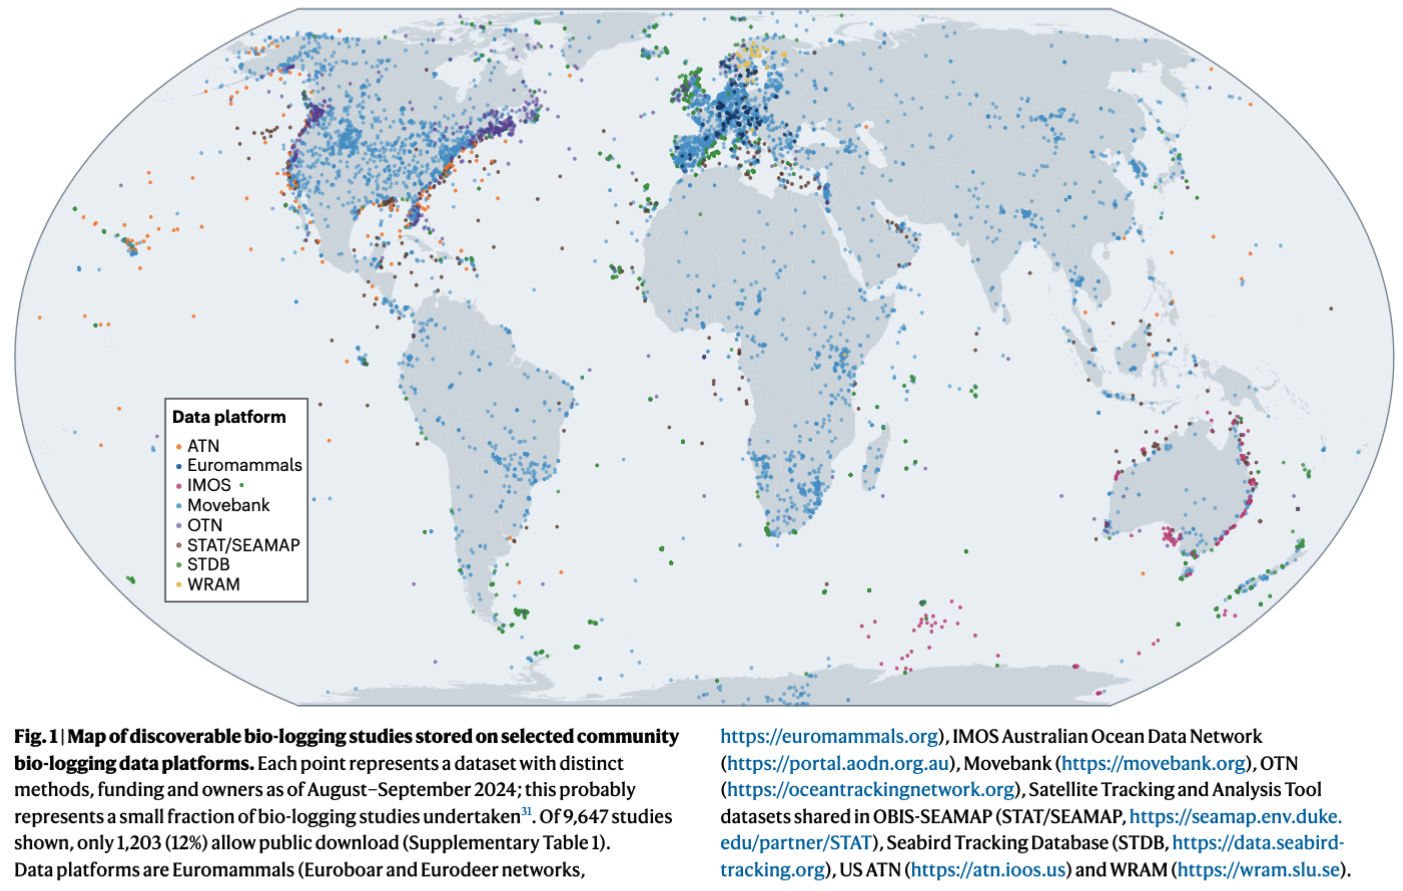 Data platform
ATN
Euromammals
IMOS
Movebank
OTN
STAT/SEAMAP
STDB
WRAM
Fig. 1 | Map of discoverable bio-logging studies stored on selected community
bio-logging data platforms. Each point represents a dataset with distinct
methods, funding and owners as of August–September 2024; this probably
represents a small fraction of bio-logging studies undertaken31. Of 9,647 studies
shown, only 1,203 (12%) allow public download (Supplementary Table 1).
Data platforms are Euromammals (Euroboar and Eurodeer networks,
https://euromammals.org), IMOS Australian Ocean Data Network
(https://portal.aodn.org.au), Movebank (https://movebank.org), OTN
(https://oceantrackingnetwork.org), Satellite Tracking and Analysis Tool
datasets shared in OBIS-SEAMAP (STAT/SEAMAP, https://seamap.env.duke.
edu/partner/STAT), Seabird Tracking Database (STDB, https://data.seabird-
tracking.org), US ATN (https://atn.ioos.us) and WRAM (https://wram.slu.se).